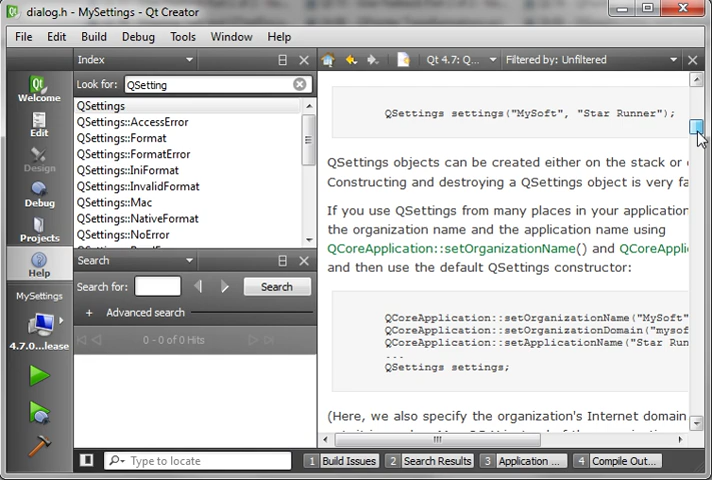 dialog.h - MySettings - Qt Creator
File Edit Build Debug Tools Window Help
Index
Qt 4.7: Q...
Filtered by: Unfiltered
Look for: QSetting
QSettings
QSettings::AccessError
QSettings::Format
QSettings::FormatError
QSettings::IniFormat
QSettings::InvalidFormat
QSettings::Mac
QSettings::NativeFormat
QSettings::NoError
Qt
Welcome
Edit
Design
Debug
Projects
Help
MySettings
4.7.0...lease
Search
Search for:
Search
+ Advanced search
0 - 0 of 0 Hits
QSettings settings("MySoft", "Star Runner");
QSettings objects can be created either on the stack or
Constructing and destroying a QSettings object is very fa
If you use QSettings from many places in your application
the organization name and the application name using
QCoreApplication::setOrganizationName() and QCoreAppli
and then use the default QSettings constructor:
QCoreApplication::setOrganizationName("MySoft"
QCoreApplication::setOrganizationDomain("mysof
QCoreApplication::setApplicationName("Star Run
...
QSettings settings;
(Here, we also specify the organization's Internet domain
Type to locate
1 Build Issues
2 Search Results
3 Application ...
4 Compile Out...